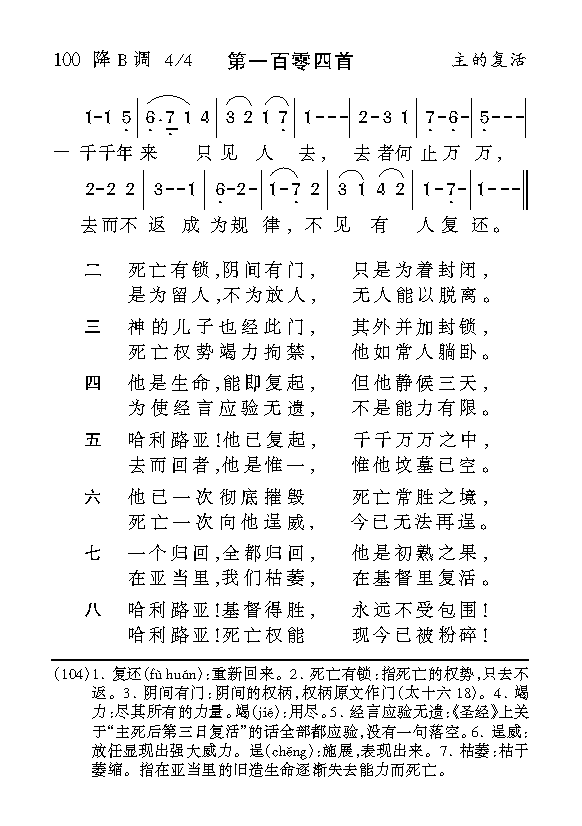 100 降B调 4/4 第一百零四首 主的复活
1-1 5 | 6·7 1 4 | 3 2 1 7 | 1--- | 2-3 1 | 7-6- | 5---|
一 千千年来 只见人去，去者何止万万，
2-2 2 | 3--1 | 6-2- | 1-7 2 | 3 1 4 2 | 1-7- | 1---‖
去而不返成为规律，不见有人复还。
二 死亡有锁,阴间有门， 只是为着封闭，
是为留人,不为放人， 无人能以脱离。
三 神的儿子也经此门， 其外并加封锁，
死亡权势竭力拘禁， 他如常人躺卧。
四 他是生命,能即复起， 但他静候三天，
为使经言应验无遗， 不是能力有限。
五 哈利路亚!他已复起， 千千万万之中，
去而回者,他是惟一， 惟他坟墓已空。
六 他已一次彻底摧毁 死亡常胜之境，
死亡一次向他逞威， 今已无法再逞。
七 一个归回,全都归回， 他是初熟之果，
在亚当里,我们枯萎， 在基督里复活。
八 哈利路亚!基督得胜， 永远不受包围!
哈利路亚!死亡权能 现今已被粉碎!
(104)1. 复还(fù huán):重新回来。2. 死亡有锁:指死亡的权势,只去不
返。3. 阴间有门:阴间的权柄,权柄原文作门(太十六18)。4. 竭
力:尽其所有的力量。竭(jié):用尽。5. 经言应验无遗:《圣经》上关
于“主死后第三日复活”的话全部都应验,没有一句落空。6. 逞威:
放任显现出强大威力。逞(chěng):施展,表现出来。7. 枯萎:枯干
萎缩。指在亚当里的旧造生命逐渐失去能力而死亡。